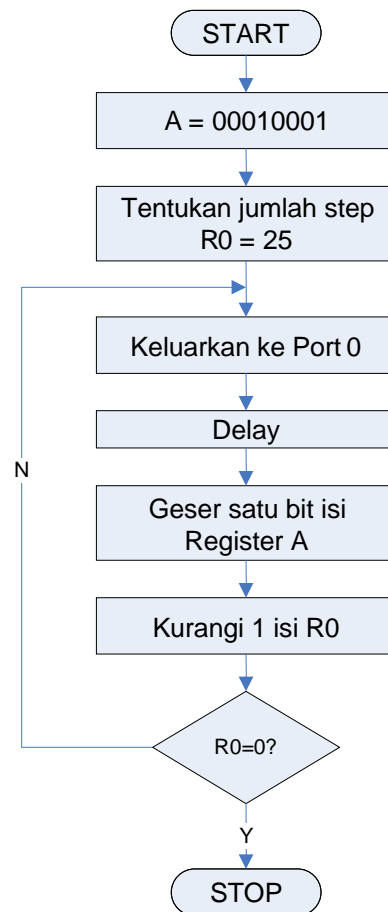 START
A = 00010001
Tentukan jumlah step
R0 = 25
Keluarkan ke Port 0
Delay
N
Geser satu bit isi
Register A
Kurangi 1 isi R0
R0=0?
Y
STOP